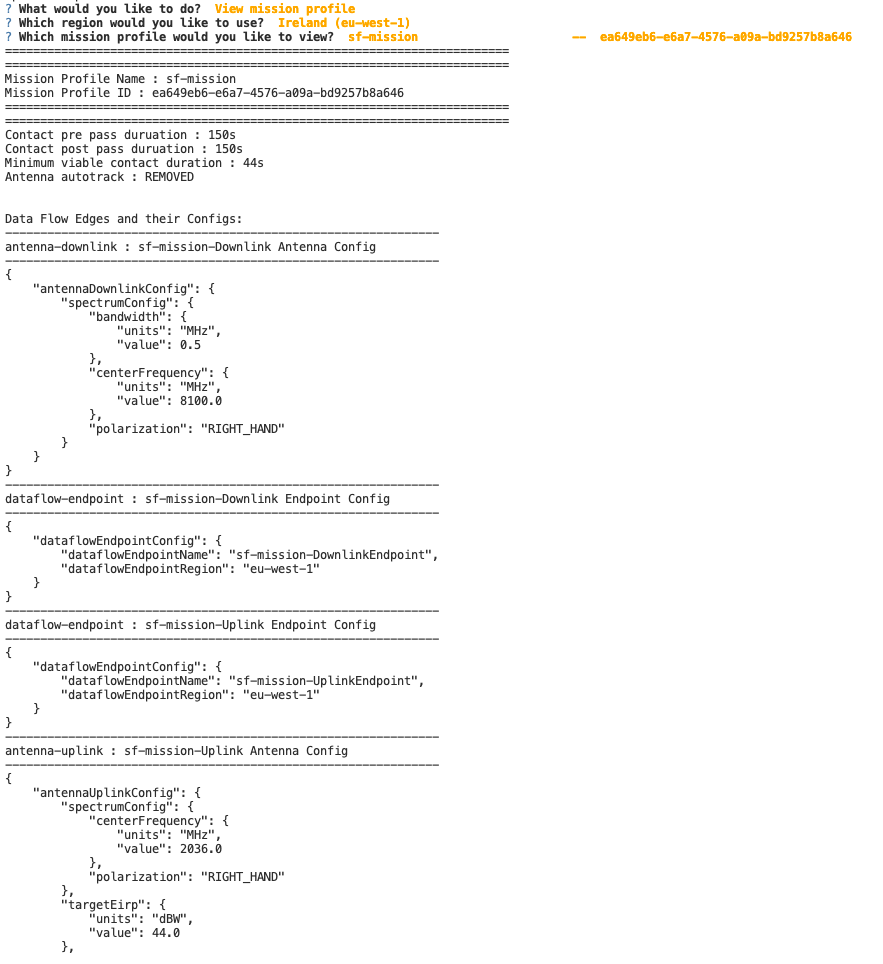 ? What would you like to do?  View mission profile
? Which region would you like to use?  Ireland (eu-west-1)
? Which mission profile would you like to view?  sf-mission                      --  ea649eb6-e6a7-4576-a09a-bd9257b8a646
========================================================================
========================================================================
Mission Profile Name : sf-mission
Mission Profile ID : ea649eb6-e6a7-4576-a09a-bd9257b8a646
========================================================================
========================================================================
Contact pre pass duruation : 150s
Contact post pass duruation : 150s
Minimum viable contact duration : 44s
Antenna autotrack : REMOVED
Data Flow Edges and their Configs:
--------------------------------------------------------------
antenna-downlink : sf-mission-Downlink Antenna Config
--------------------------------------------------------------
{
    "antennaDownlinkConfig": {
        "spectrumConfig": {
            "bandwidth": {
                "units": "MHz",
                "value": 0.5
            },
            "centerFrequency": {
                "units": "MHz",
                "value": 8100.0
            },
            "polarization": "RIGHT_HAND"
        }
    }
}
--------------------------------------------------------------
dataflow-endpoint : sf-mission-Downlink Endpoint Config
--------------------------------------------------------------
{
    "dataflowEndpointConfig": {
        "dataflowEndpointName": "sf-mission-DownlinkEndpoint",
        "dataflowEndpointRegion": "eu-west-1"
    }
}
--------------------------------------------------------------
dataflow-endpoint : sf-mission-Uplink Endpoint Config
--------------------------------------------------------------
{
    "dataflowEndpointConfig": {
        "dataflowEndpointName": "sf-mission-UplinkEndpoint",
        "dataflowEndpointRegion": "eu-west-1"
    }
}
--------------------------------------------------------------
antenna-uplink : sf-mission-Uplink Antenna Config
--------------------------------------------------------------
{
    "antennaUplinkConfig": {
        "spectrumConfig": {
            "centerFrequency": {
                "units": "MHz",
                "value": 2036.0
            },
            "polarization": "RIGHT_HAND"
        },
        "targetEirp": {
            "units": "dBW",
            "value": 44.0
        },